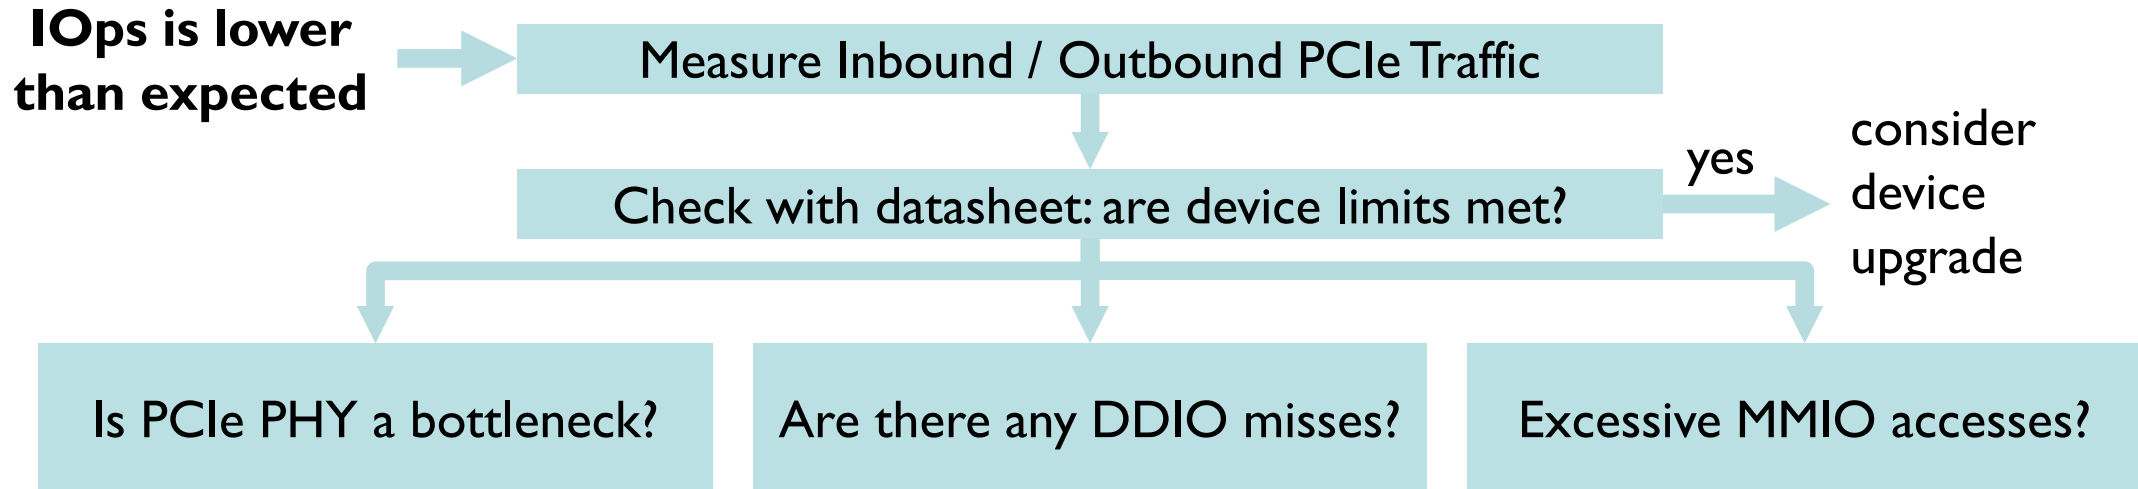 IOps is lower
than expected
Measure Inbound / Outbound PCIe Traffic
Check with datasheet: are device limits met?
yes
consider
device
upgrade
Is PCIe PHY a bottleneck?
Are there any DDIO misses?
Excessive MMIO accesses?